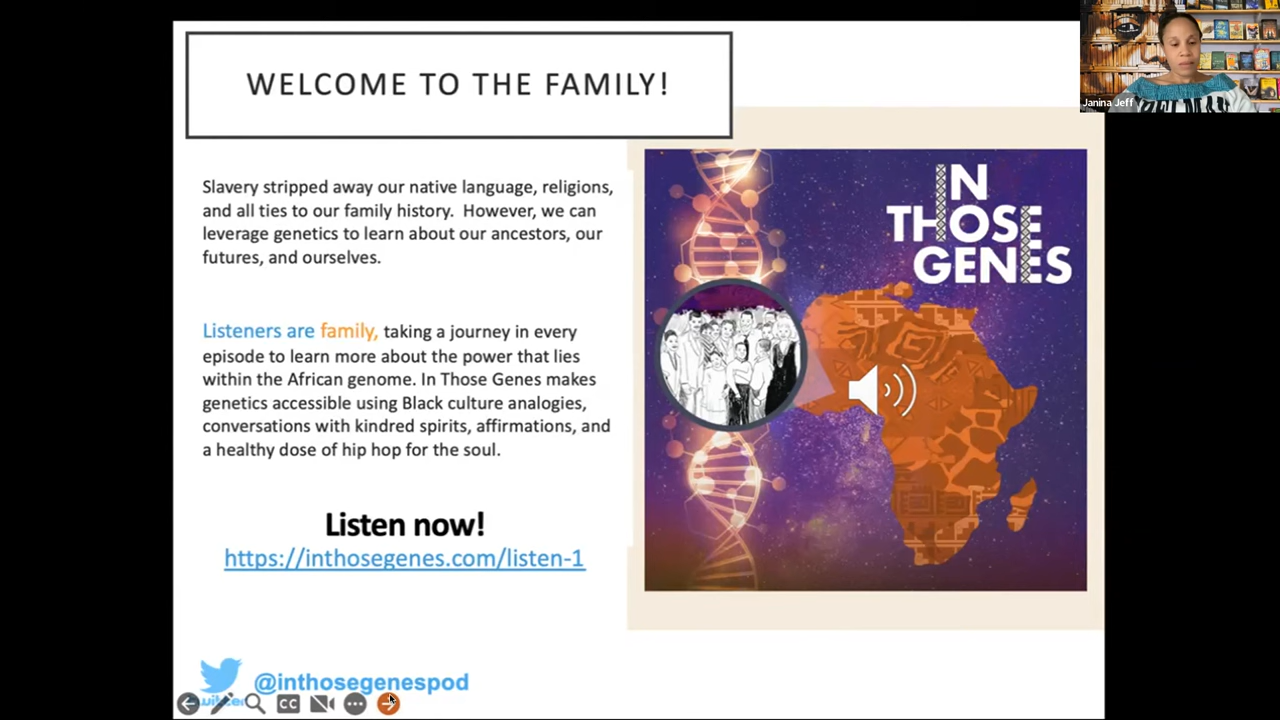 WELCOME TO THE FAMILY!
Janina Jeff
Slavery stripped away our native language, religions,
and all ties to our family history. However, we can
leverage genetics to learn about our ancestors, our
futures, and ourselves.
Listeners are family, taking a journey in every
episode to learn more about the power that lies
within the African genome. In Those Genes makes
genetics accessible using Black culture analogies,
conversations with kindred spirits, affirmations, and
a healthy dose of hip hop for the soul.
Listen now!
https://inthosegenes.com/listen-1
IN
THOSE
GENES
@inthosegenespod
CC